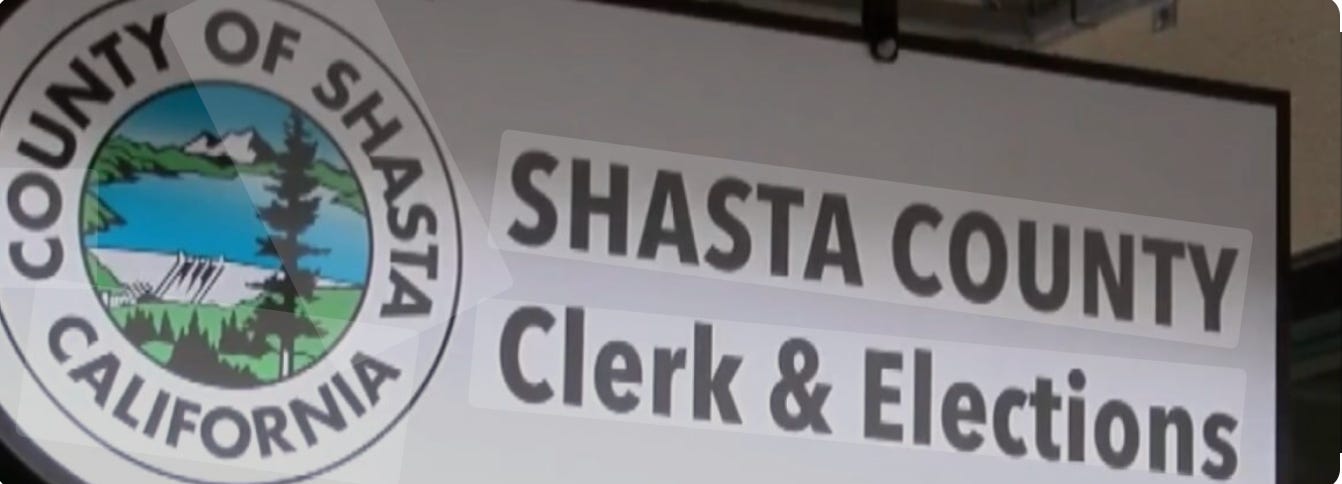 COUNTY OF SHASTA
CALIFORNIA
SHASTA COUNTY
Clerk & Elections